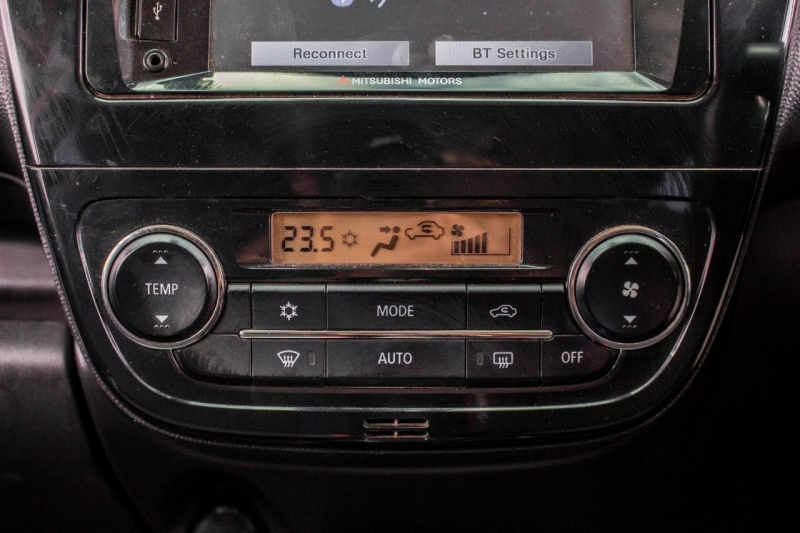 Reconnect
BT Settings
MITSUBISHI MOTORS
23.5
TEMP
MODE
AUTO
OFF